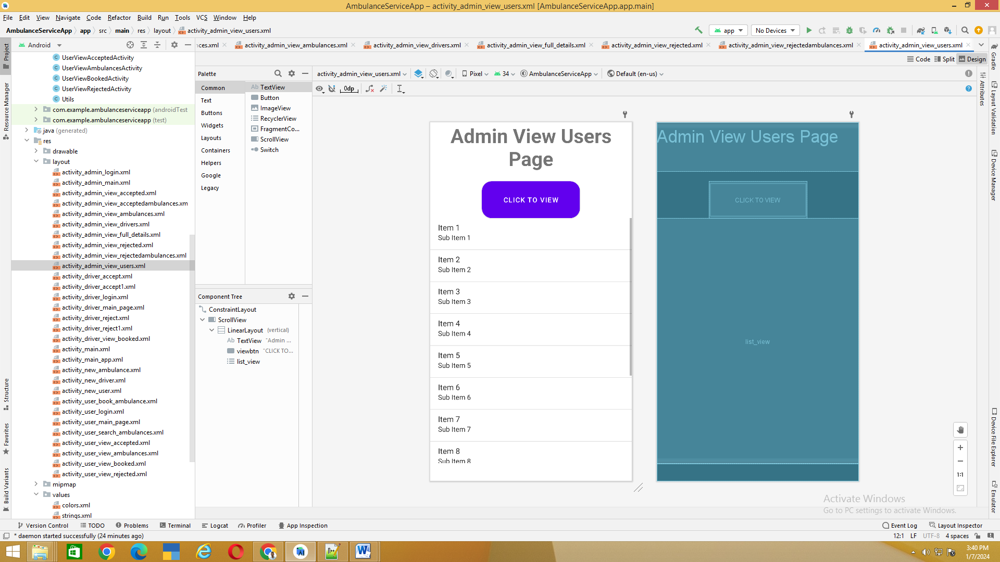 AmbulanceServiceApp – activity_admin_view_users.xml [AmbulanceServiceApp.app.main]
File Edit View Navigate Code Refactor Build Run Tools VCS Window Help
AmbulanceServiceApp app src main res layout activity_admin_view_users.xml
app No Devices
Android
ces.xml activity_admin_view_ambulances.xml activity_admin_view_drivers.xml activity_admin_view_full_details.xml activity_admin_view_rejected.xml activity_admin_view_rejectedambulances.xml activity_admin_view_users.xml
Code Split Design
Project
Resource Manager
Structure
Favorites
Build Variants
UserViewAcceptedActivity
UserViewAmbulancesActivity
UserViewBookedActivity
UserViewRejectedActivity
Utils
com.example.ambulanceserviceapp (androidTest
com.example.ambulanceserviceapp (test)
java (generated)
res
drawable
layout
activity_admin_login.xml
activity_admin_main.xml
activity_admin_view_accepted.xml
activity_admin_view_acceptedambulances.xm
activity_admin_view_ambulances.xml
activity_admin_view_drivers.xml
activity_admin_view_full_details.xml
activity_admin_view_rejected.xml
activity_admin_view_rejectedambulances.xml
activity_admin_view_users.xml
activity_driver_accept.xml
activity_driver_accept1.xml
activity_driver_login.xml
activity_driver_main_page.xml
activity_driver_reject.xml
activity_driver_reject1.xml
activity_driver_view_booked.xml
activity_main.xml
activity_main_app.xml
activity_new_ambulance.xml
activity_new_driver.xml
activity_new_user.xml
activity_user_book_ambulance.xml
activity_user_login.xml
activity_user_main_page.xml
activity_user_search_ambulances.xml
activity_user_view_accepted.xml
activity_user_view_ambulances.xml
activity_user_view_booked.xml
activity_user_view_rejected.xml
mipmap
values
colors.xml
strings.xml
Palette
Common
Text
Buttons
Widgets
Layouts
Containers
Helpers
Google
Legacy
Ab TextView
Button
ImageView
RecyclerView
FragmentCo...
ScrollView
Switch
Component Tree
ConstraintLayout
ScrollView
LinearLayout (vertical)
Ab TextView "Admin ...
viewbtn "CLICK TO...
list_view
activity_admin_view_users.xml Pixel 34 AmbulanceServiceApp Default (en-us)
0dp
Admin View Users
Page
CLICK TO VIEW
Item 1
Sub Item 1
Item 2
Sub Item 2
Item 3
Sub Item 3
Item 4
Sub Item 4
Item 5
Sub Item 5
Item 6
Sub Item 6
Item 7
Sub Item 7
Item 8
Sub Item 8
Admin View Users Page
CLICK TO VIEW
list_view
1:1
Activate Windows
Go to PC settings to activate Windows.
Attributes
Gradle
Layout Validation
Device Manager
Device File Explorer
Emulator
Version Control TODO Problems Terminal Logcat Profiler App Inspection Event Log Layout Inspector
* daemon started successfully (24 minutes ago) 12:1 LF UTF-8 4 spaces
3:40 PM
1/7/2024